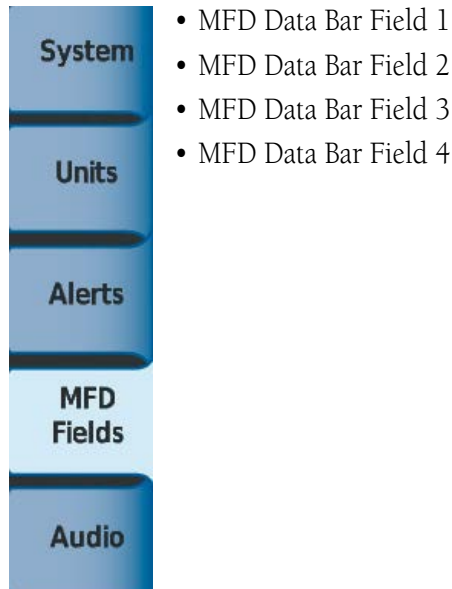 System
Units
Alerts
MFD
Fields
Audio
• MFD Data Bar Field 1
• MFD Data Bar Field 2
• MFD Data Bar Field 3
• MFD Data Bar Field 4